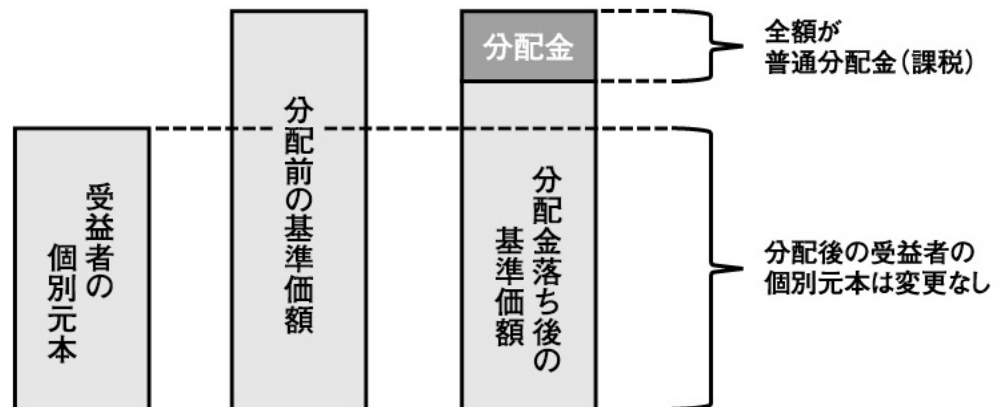 受益者の
個別元本
分配前の基準価額
分配金
分配金落ち後の
基準価額
全額が
普通分配金(課税)
分配後の受益者の
個別元本は変更なし